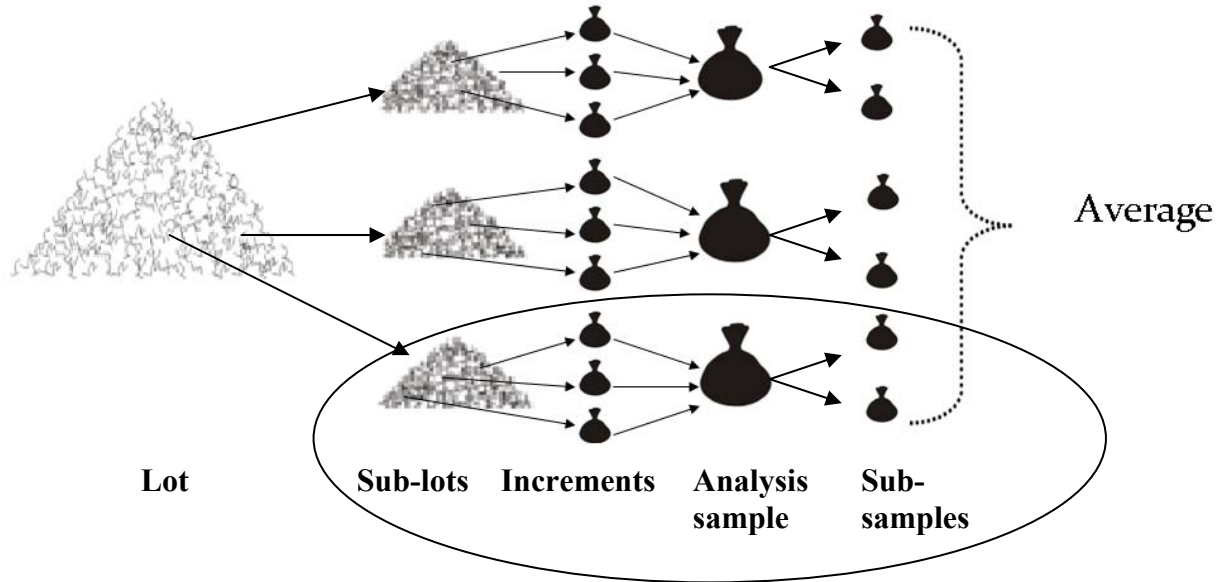 Average
Lot
Sub-lots
Increments
Analysis
sample
Sub-
samples